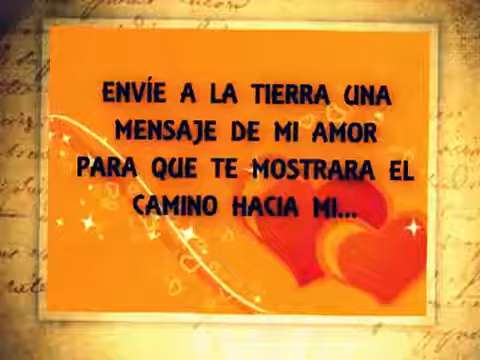 ENVÍE A LA TIERRA UNA
MENSAJE DE MI AMOR
PARA QUE TE MOSTRARA EL
CAMINO HACIA MI...